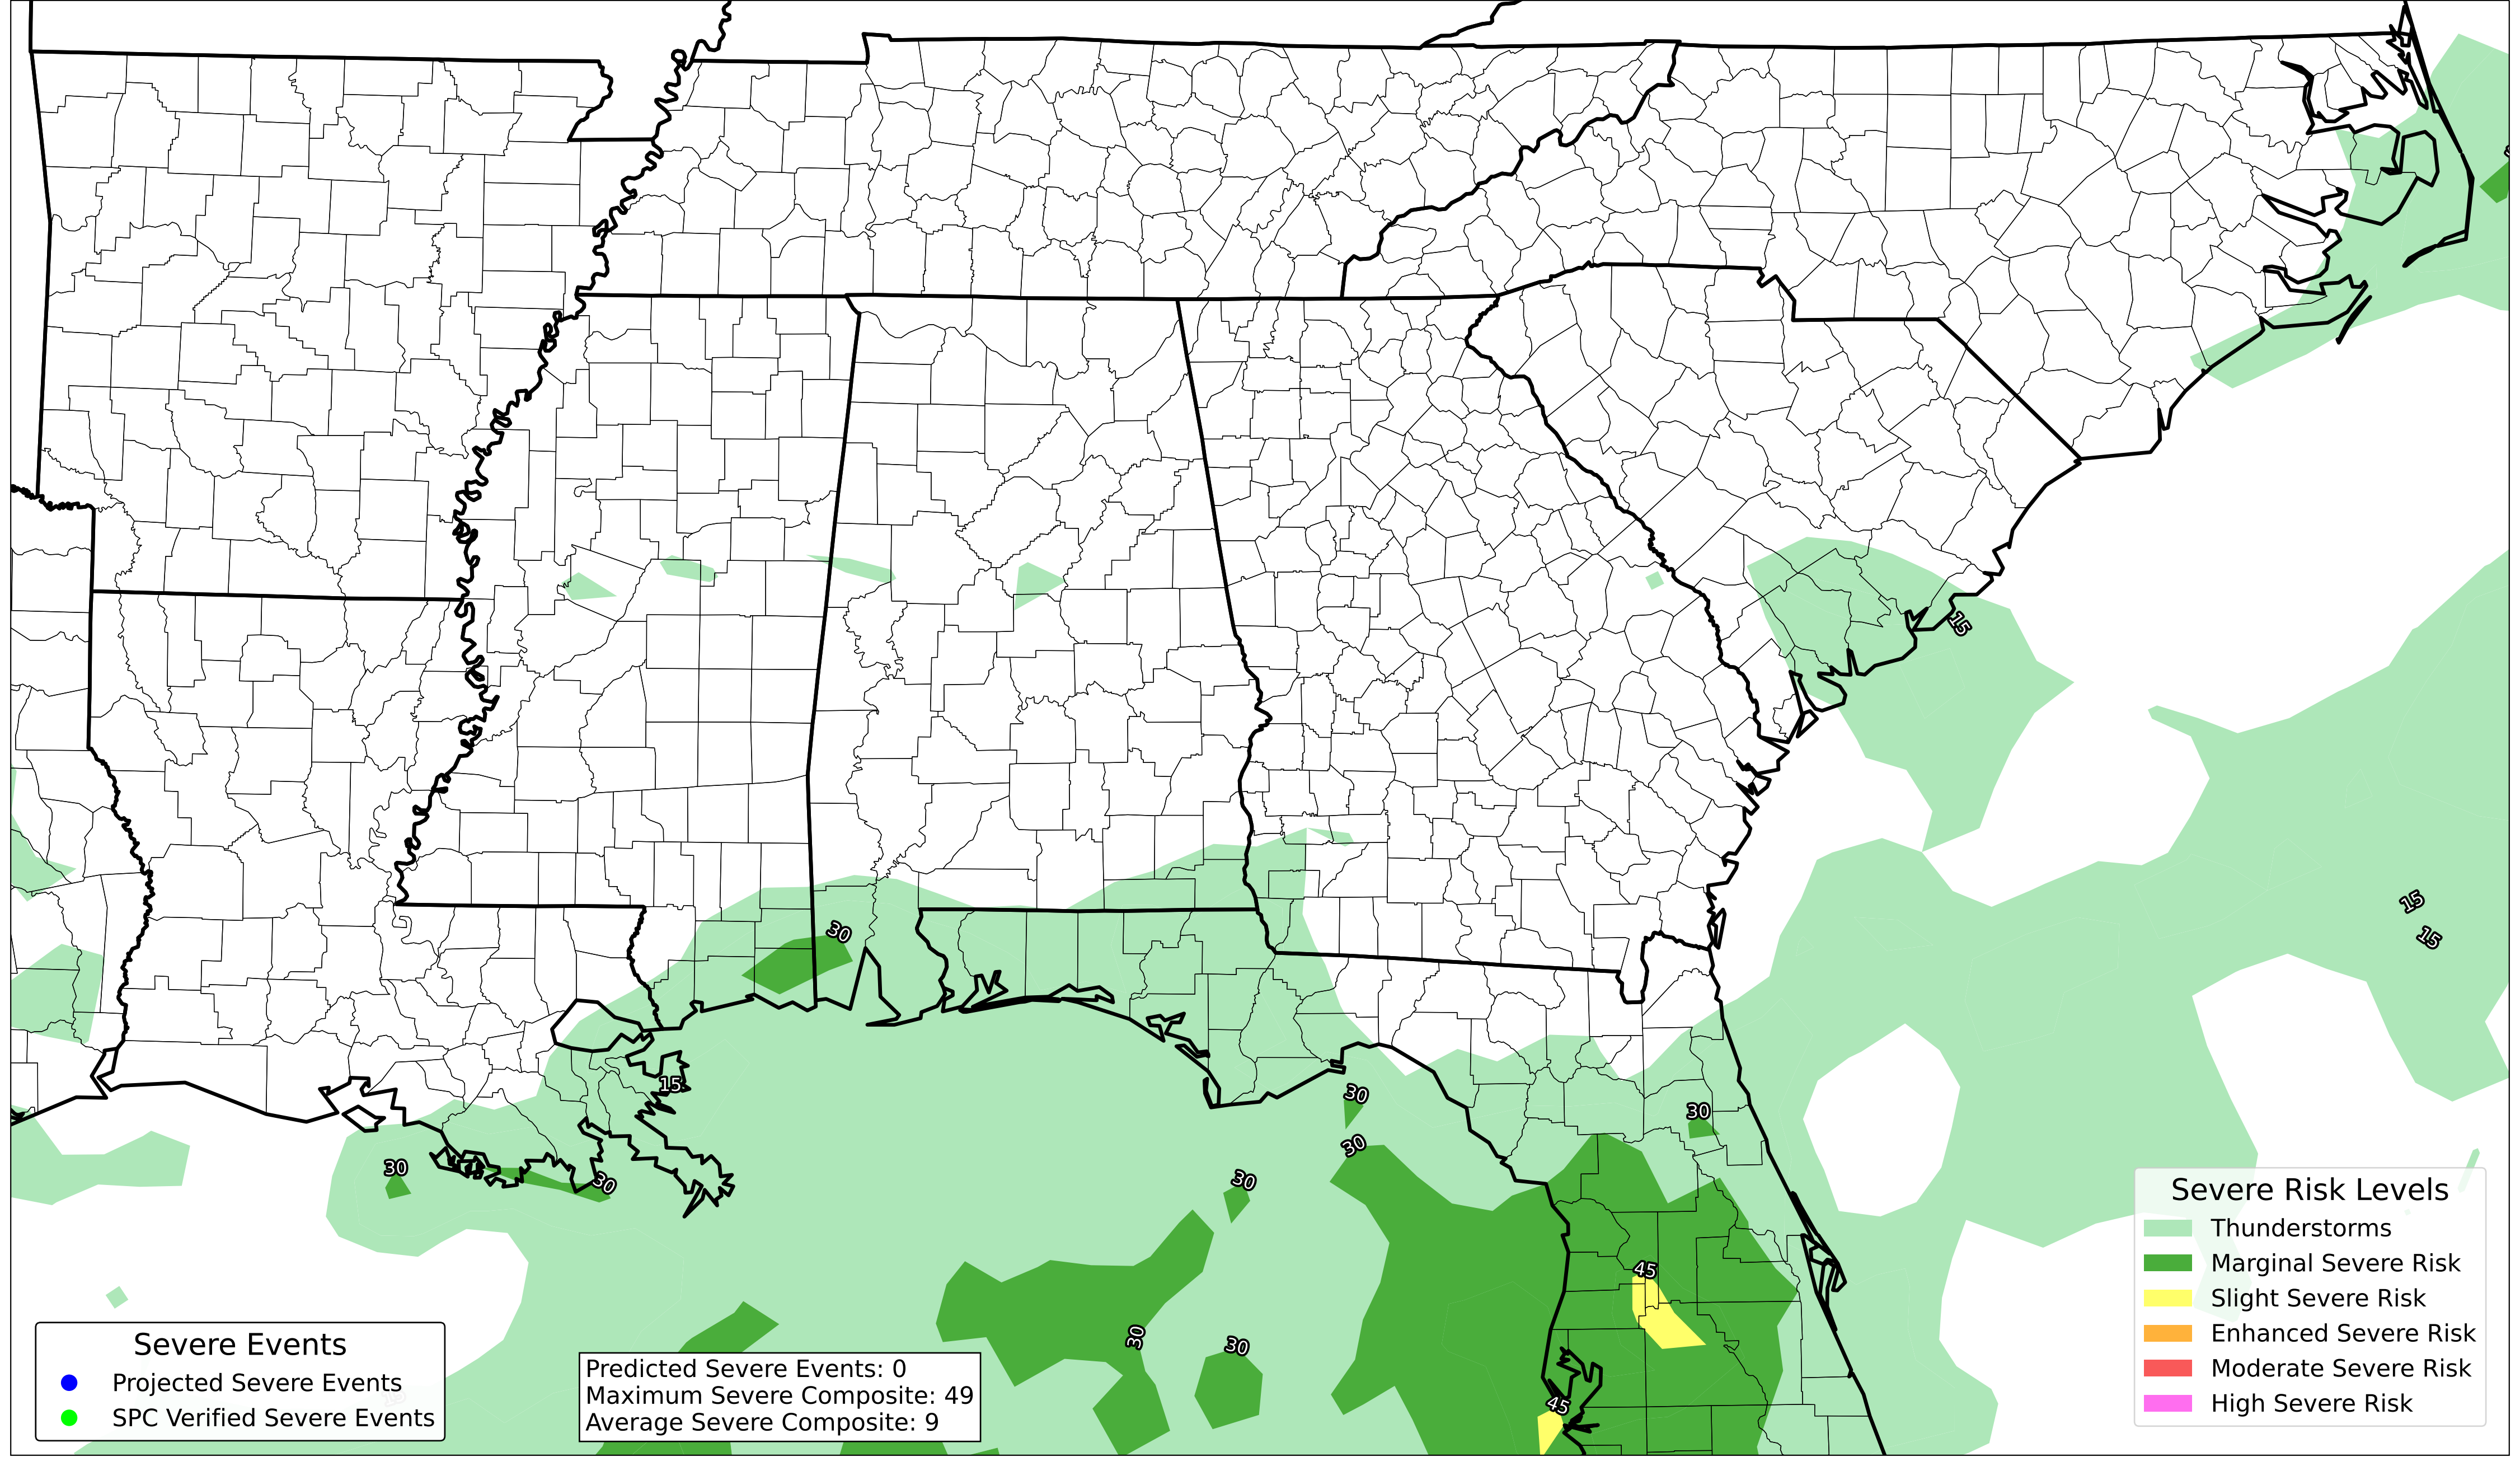 15
15
15
30
15
30
30
30
30
30
30
45
30
30
45
Severe Events
Projected Severe Events
SPC Verified Severe Events
Predicted Severe Events: 0
Maximum Severe Composite: 49
Average Severe Composite: 9
Severe Risk Levels
Thunderstorms
Marginal Severe Risk
Slight Severe Risk
Enhanced Severe Risk
Moderate Severe Risk
High Severe Risk